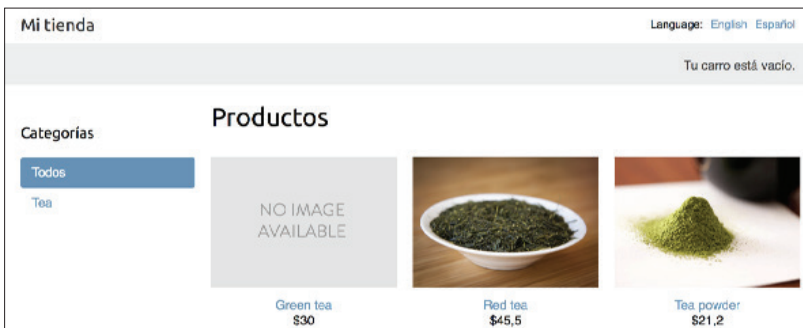 Mi tienda
Language: English Español
Tu carro está vacío.
Categorías
Todos
Tea
Productos
NO IMAGE
AVAILABLE
Green tea
$30
Red tea
$45,5
Tea powder
$21,2